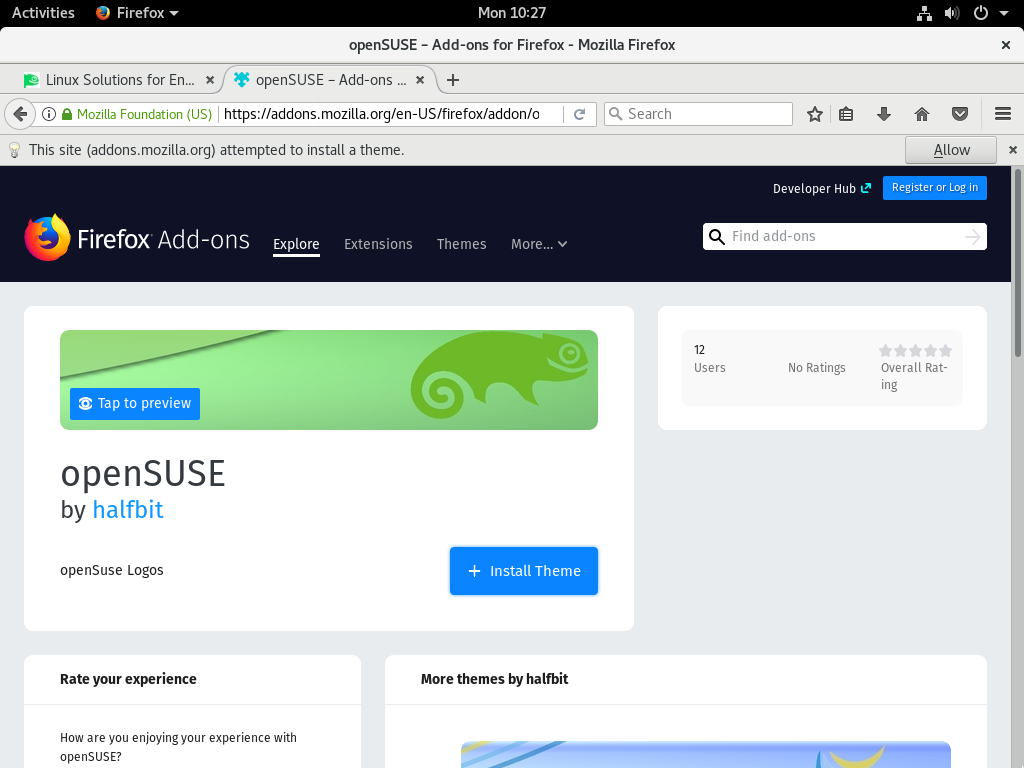 Activities Firefox Mon 10:27
openSUSE – Add-ons for Firefox - Mozilla Firefox
Linux Solutions for En... openSUSE – Add-ons ...
Mozilla Foundation (US) https://addons.mozilla.org/en-US/firefox/addon/o Search
This site (addons.mozilla.org) attempted to install a theme. Allow
Developer Hub Register or Log in
Firefox Add-ons Explore Extensions Themes More... Find add-ons
Tap to preview
12
Users
No Ratings
Overall Rat-
ing
openSUSE
by halfbit
openSuse Logos
Install Theme
Rate your experience
How are you enjoying your experience with
openSUSE?
More themes by halfbit